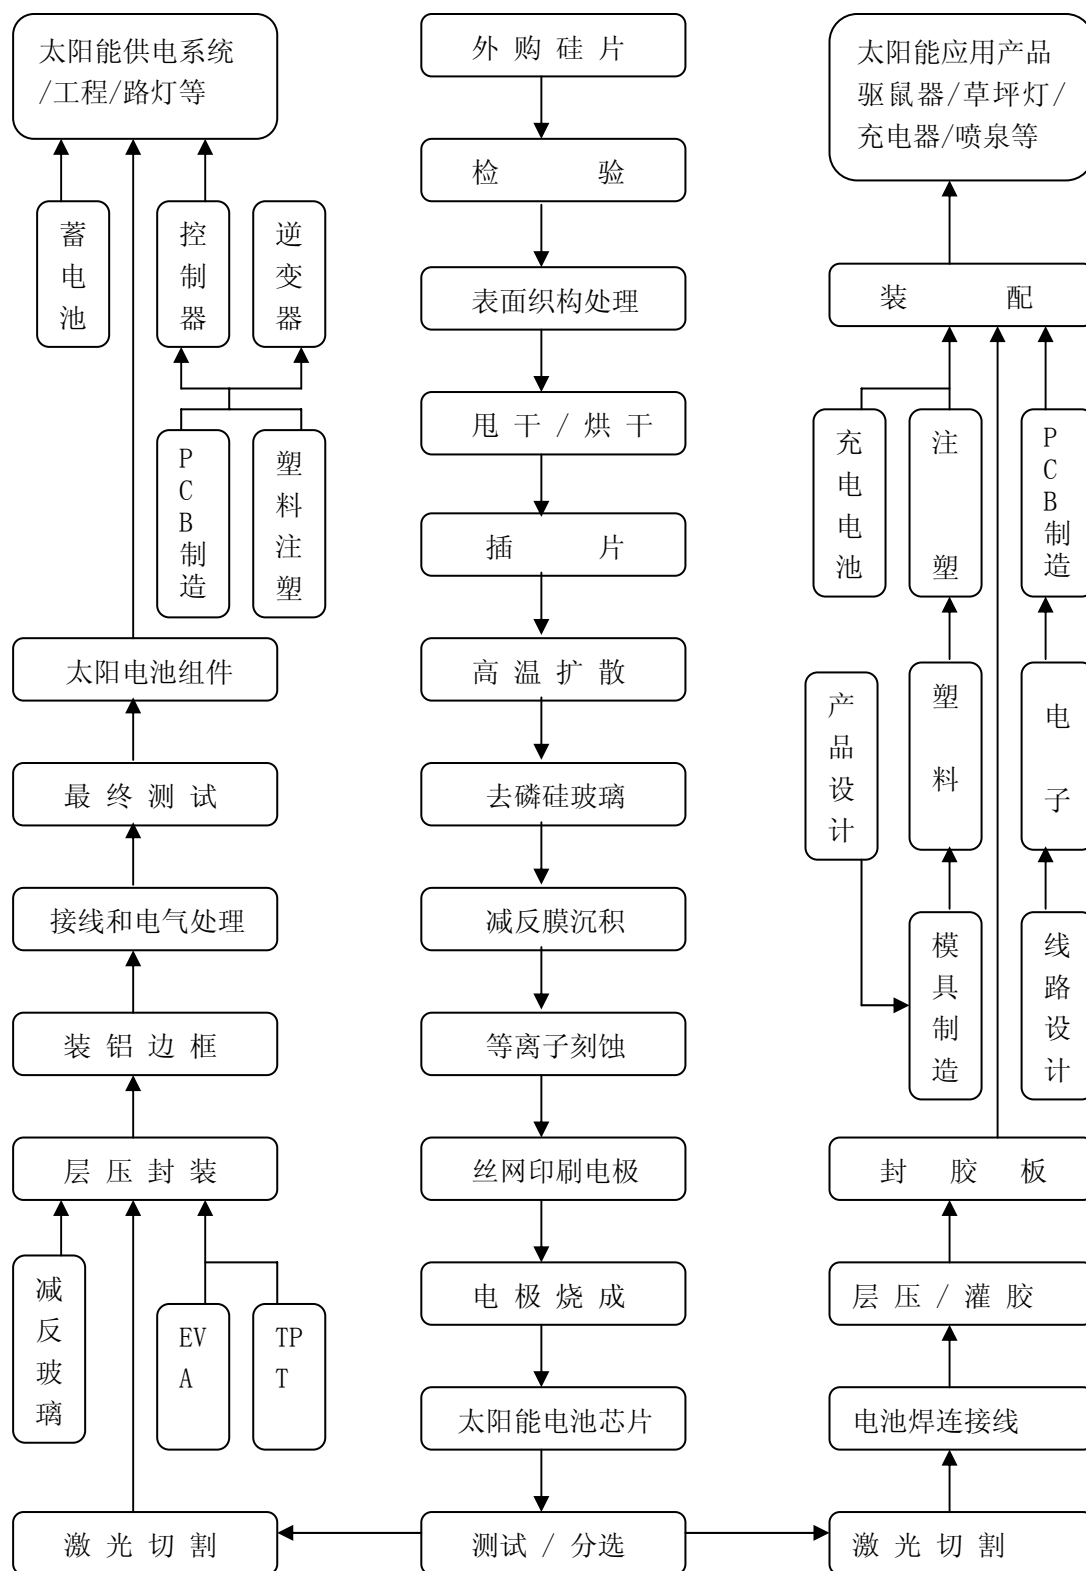 太阳能供电系统
/工程/路灯等
蓄电池
控制器
逆变器
PCB制造
塑料注塑
太阳电池组件
最终测试
接线和电气处理
装铝边框
层压封装
减反玻璃
EV
A
TP
T
激光切割
外购硅片
检验
表面织构处理
甩干/烘干
插片
高温扩散
去磷硅玻璃
减反膜沉积
等离子刻蚀
丝网印刷电极
电极烧成
太阳能电池芯片
测试/分选
太阳能应用产品
驱鼠器/草坪灯/
充电器/喷泉等
装配
充电电池
注塑
PCB制造
产品设计
塑料
电子
模具制造
线路设计
封胶板
层压/灌胶
电池焊连接线
激光切割